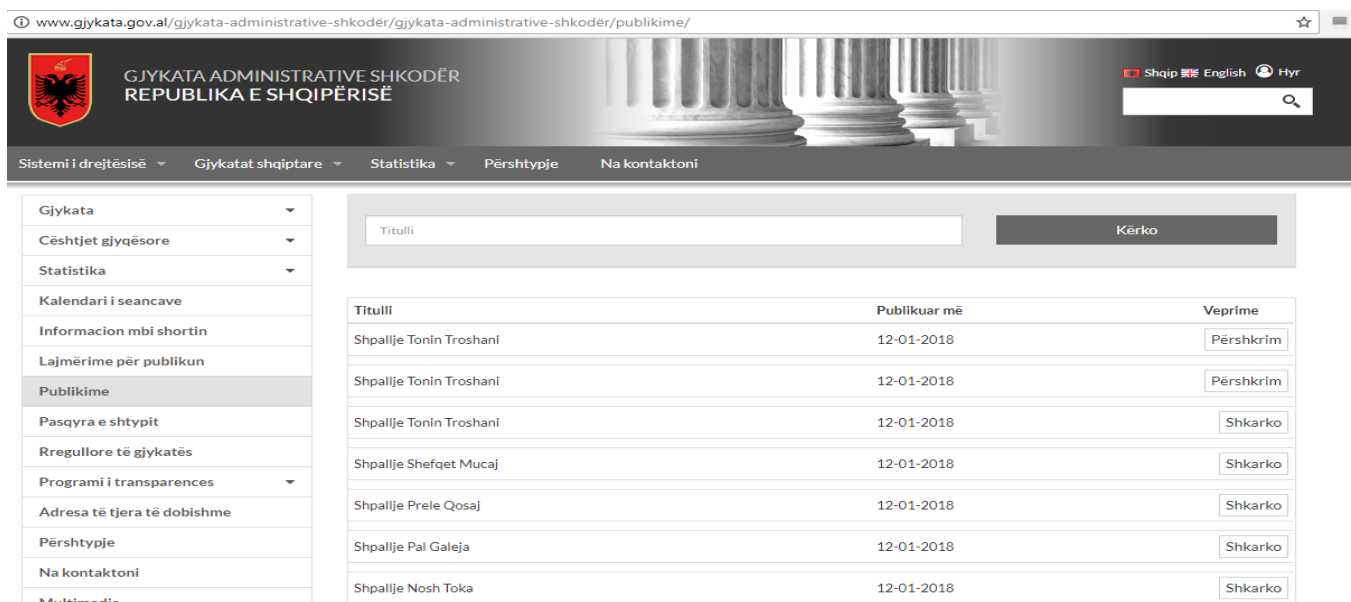 www.gjykata.gov.al/gjykata-administrative-shkodër/gjykata-administrative-shkodër/publikime/
GJYKATA ADMINISTRATIVE SHKODËR
REPUBLIKA E SHQIPËRISË
Shqip English Hyr
Sistemi i drejtësisë Gjykatat shqiptare Statistika Përshtypje Na kontaktoni
Gjykata
Cështjet gjyqësore
Statistika
Kalendari i seancave
Informacion mbi shortin
Lajmërime për publikun
Publikime
Pasqyra e shtypit
Rregullore të gjykatës
Programi i transparences
Adresa të tjera të dobishme
Përshtypje
Na kontaktoni
Multimedia
Titulli Kërko
Titulli Publikuar më Veprime
Shpallje Tonin Troshani 12-01-2018 Përshkrim
Shpallje Tonin Troshani 12-01-2018 Përshkrim
Shpallje Tonin Troshani 12-01-2018 Shkarko
Shpallje Shefqet Mucaj 12-01-2018 Shkarko
Shpallje Prele Qosaj 12-01-2018 Shkarko
Shpallje Pal Galeja 12-01-2018 Shkarko
Shpallje Nosh Toka 12-01-2018 Shkarko